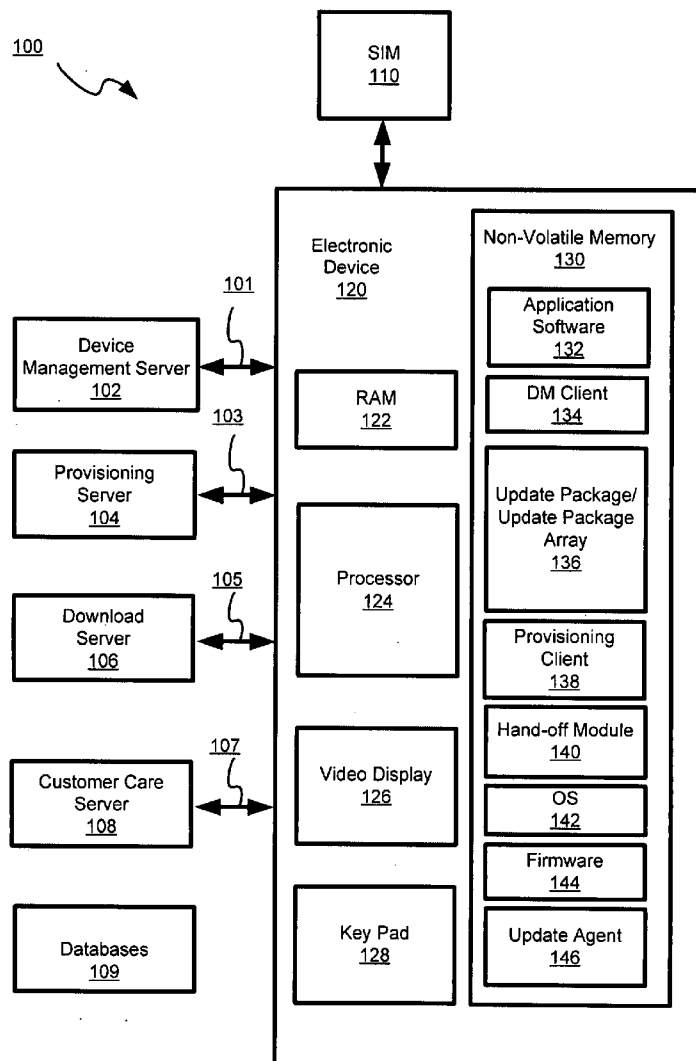 100
SIM
110
Electronic
Device
120
Non-Volatile Memory
130
101
Device
Management Server
102
103
Provisioning
Server
104
105
Download
Server
106
107
Customer Care
Server
108
Databases
109
RAM
122
Processor
124
Video Display
126
Key Pad
128
Application
Software
132
DM Client
134
Update Package/
Update Package
Array
136
Provisioning
Client
138
Hand-off Module
140
OS
142
Firmware
144
Update Agent
146